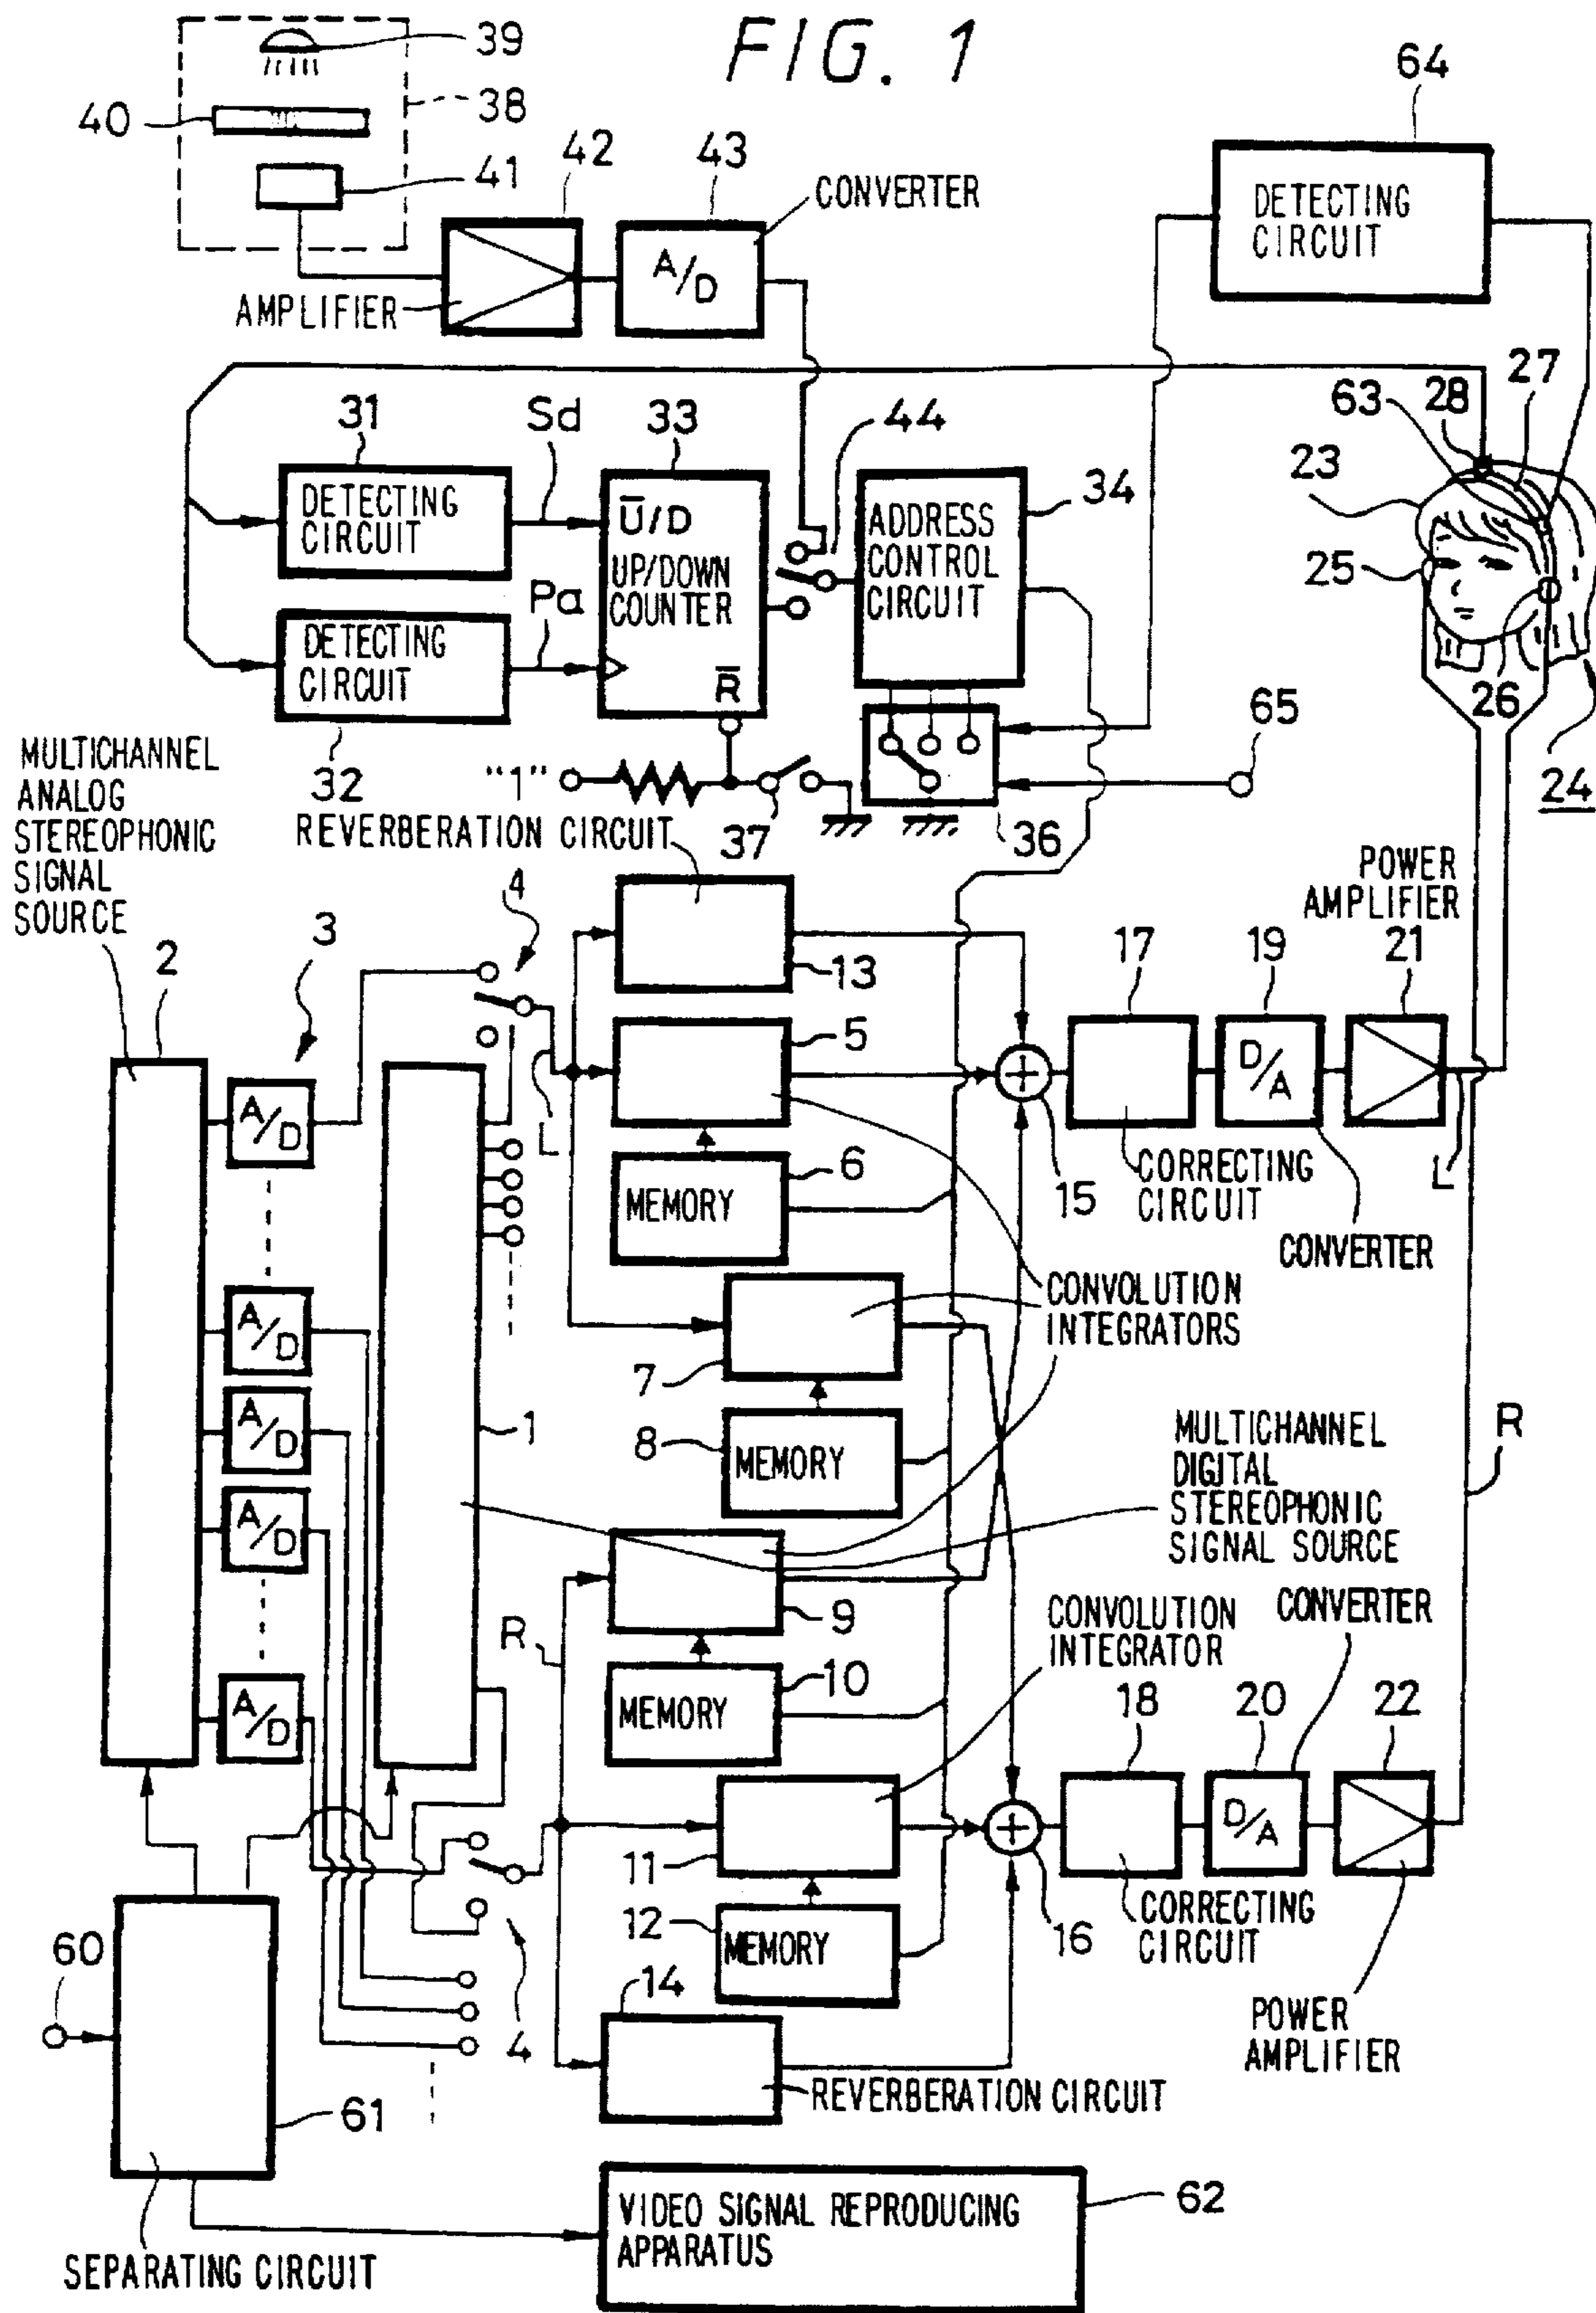 FIG. 1
39
38
40
41
42
43
CONVERTER
A/D
AMPLIFIER
64
DETECTING
CIRCUIT
27
63
28
23
25
26
24
31
Sd
33
44
34
DETECTING
CIRCUIT
U̅/D
UP/DOWN
COUNTER
R̅
ADDRESS
CONTROL
CIRCUIT
Pa
DETECTING
CIRCUIT
32
"1"
37
36
65
MULTICHANNEL
ANALOG
STEREOPHONIC
SIGNAL
SOURCE
REVERBERATION CIRCUIT
2
3
4
13
POWER
AMPLIFIER
17
19
21
5
L
A/D
15
D/A
L
MEMORY
6
CORRECTING
CIRCUIT
CONVERTER
A/D
A/D
A/D
A/D
1
7
CONVOLUTION
INTEGRATORS
8
MEMORY
MULTICHANNEL
DIGITAL
STEREOPHONIC
SIGNAL SOURCE
R
R
9
10
MEMORY
CONVOLUTION
INTEGRATOR
CONVERTER
18
20
22
D/A
11
12
MEMORY
16
CORRECTING
CIRCUIT
4
60
14
REVERBERATION CIRCUIT
POWER
AMPLIFIER
61
VIDEO SIGNAL REPRODUCING
APPARATUS
62
SEPARATING CIRCUIT